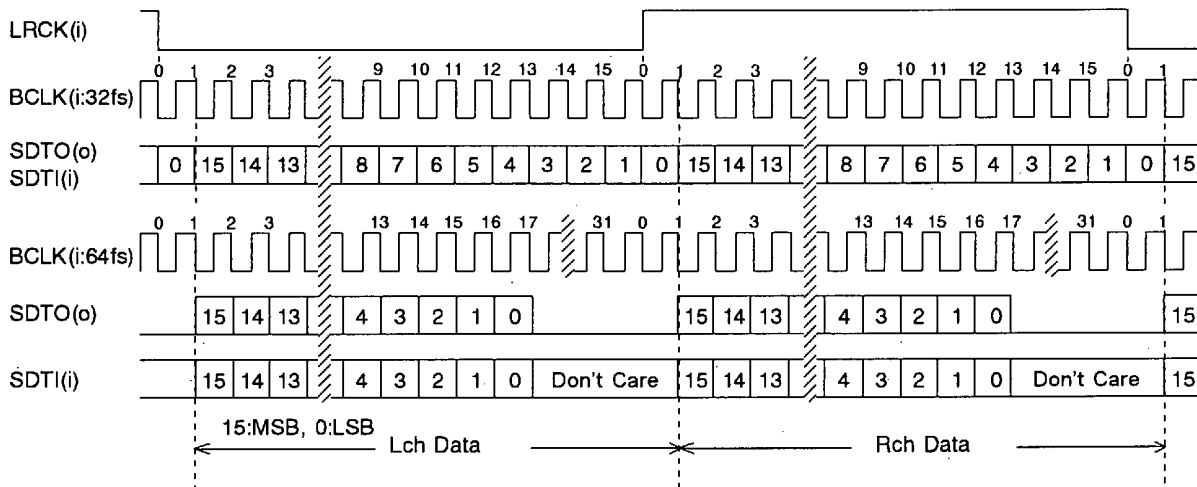 LRCK(i)
0 1 2 3 9 10 11 12 13 14 15 0 1 2 3 9 10 11 12 13 14 15 0 1
BCLK(i:32fs)
SDTO(o)
SDTI(i)
0 15 14 13 8 7 6 5 4 3 2 1 0 15 14 13 8 7 6 5 4 3 2 1 0 15
0 1 2 3 13 14 15 16 17 31 0 1 2 3 13 14 15 16 17 31 0 1
BCLK(i:64fs)
SDTO(o) 15 14 13 4 3 2 1 0 15 14 13 4 3 2 1 0 15
SDTI(i) 15 14 13 4 3 2 1 0 Don't Care 15 14 13 4 3 2 1 0 Don't Care 15
15:MSB, 0:LSB
Lch Data Rch Data